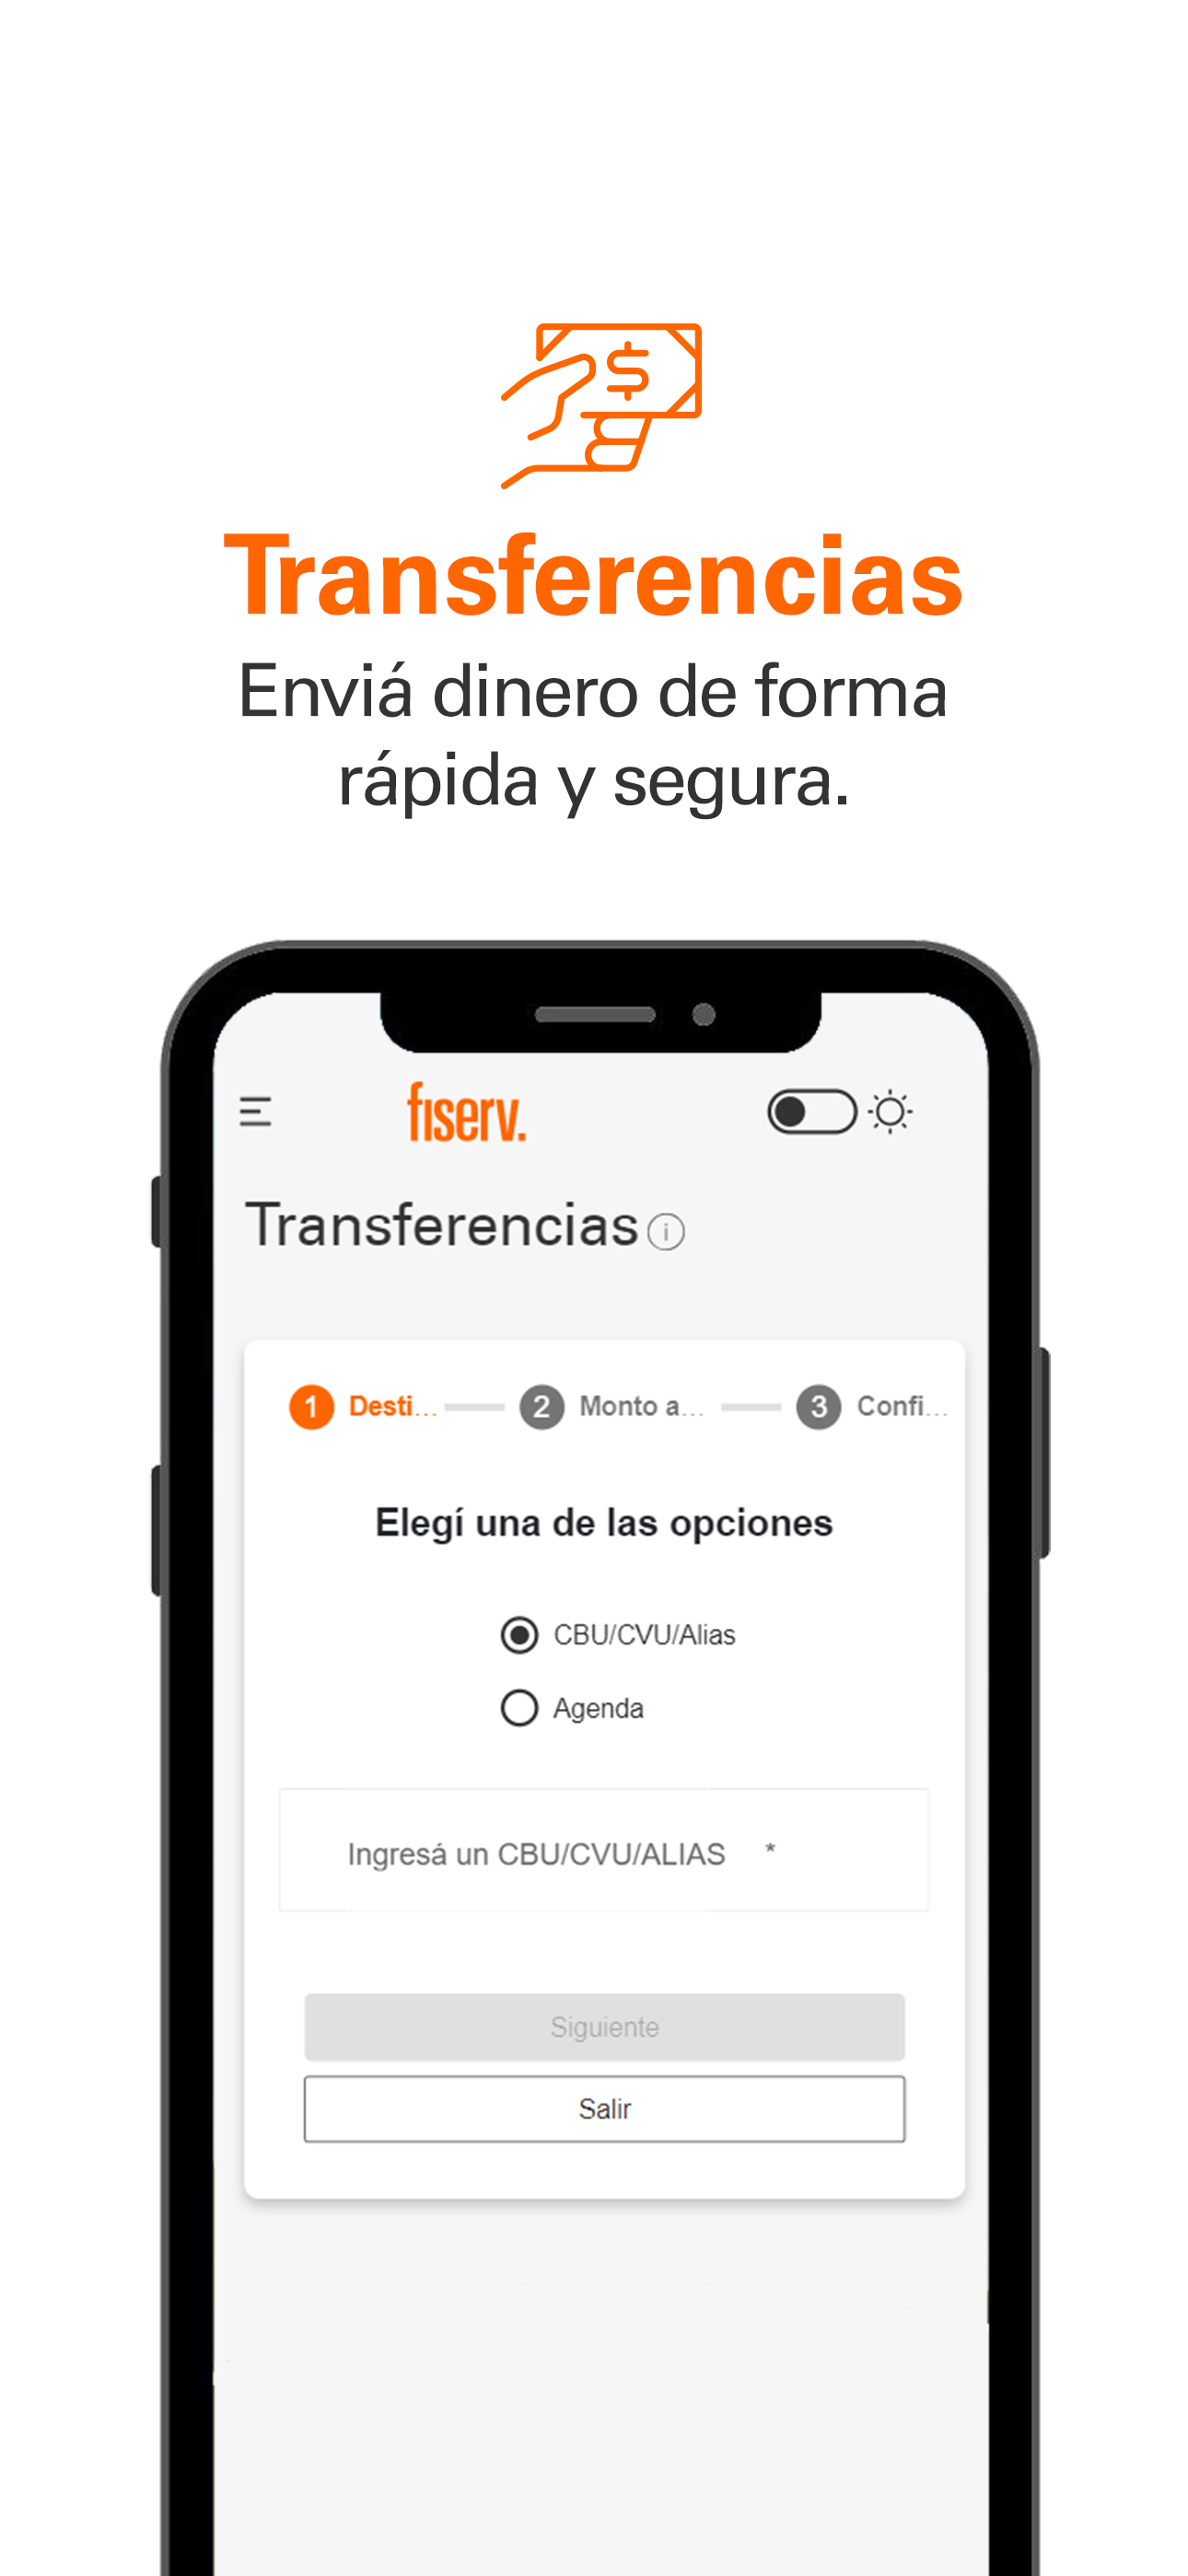 $
Transferencias
Enviá dinero de forma
rápida y segura.
fiserv.
Transferencias i
1 Desti... 2 Monto a... 3 Confi...
Elegí una de las opciones
CBU/CVU/Alias
Agenda
Ingresá un CBU/CVU/ALIAS *
Siguiente
Salir